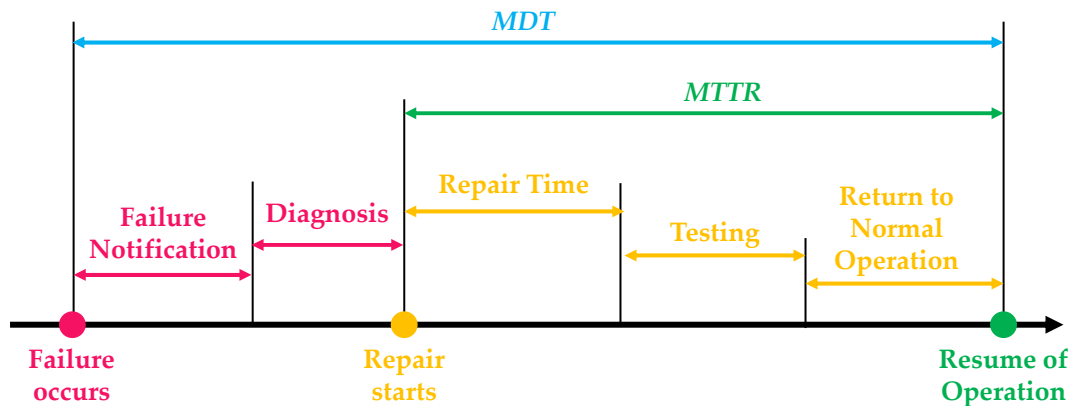 MDT
MTTR
Repair Time
Return to
Normal
Operation
Diagnosis
Failure
Notification
Testing
Failure
occurs
Repair
starts
Resume of
Operation